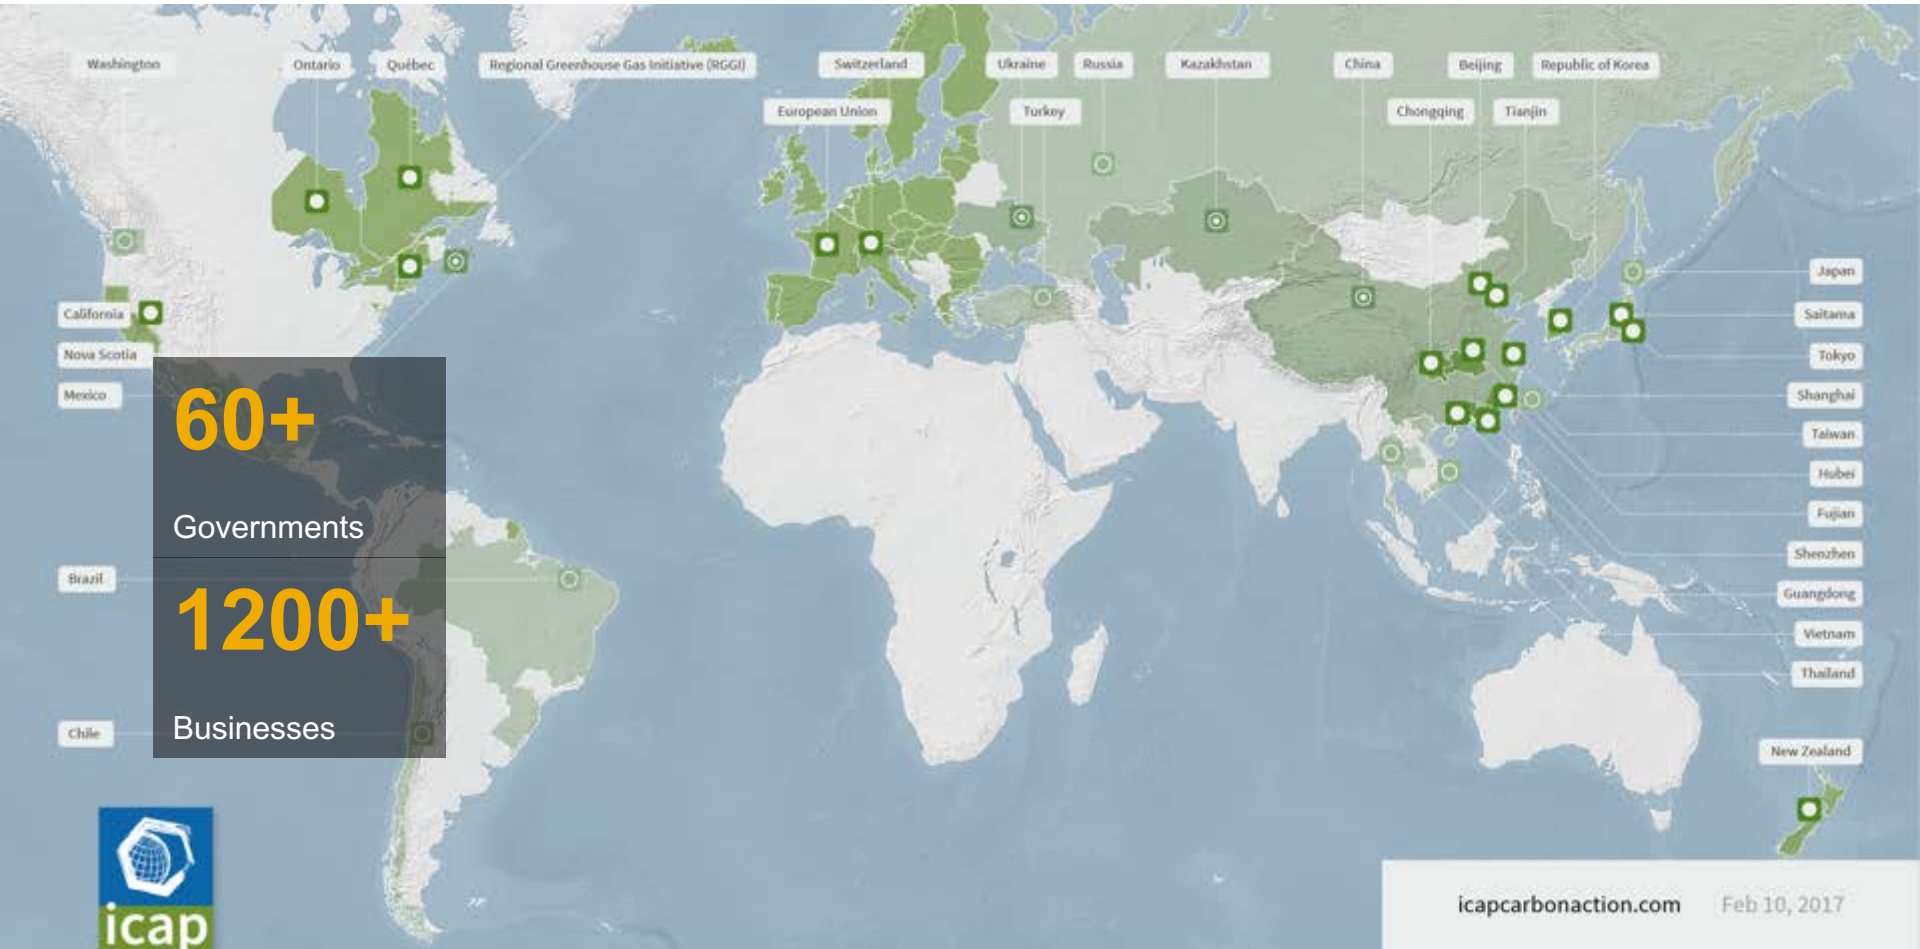 Washington
Ontario
Québec
Regional Greenhouse Gas Initiative (RGGI)
Switzerland
Ukraine
Russia
Kazakhstan
China
Beijing
Republic of Korea
European Union
Turkey
Chongqing
Tianjin
Japan
California
Saitama
Nova Scotia
Tokyo
Mexico
Shanghai
60+
Taiwan
Hubei
Fujian
Governments
Shenzhen
Brazil
Guangdong
1200+
Vietnam
Thailand
Businesses
Chile
New Zealand
icap
icapcarbonaction.com Feb 10, 2017